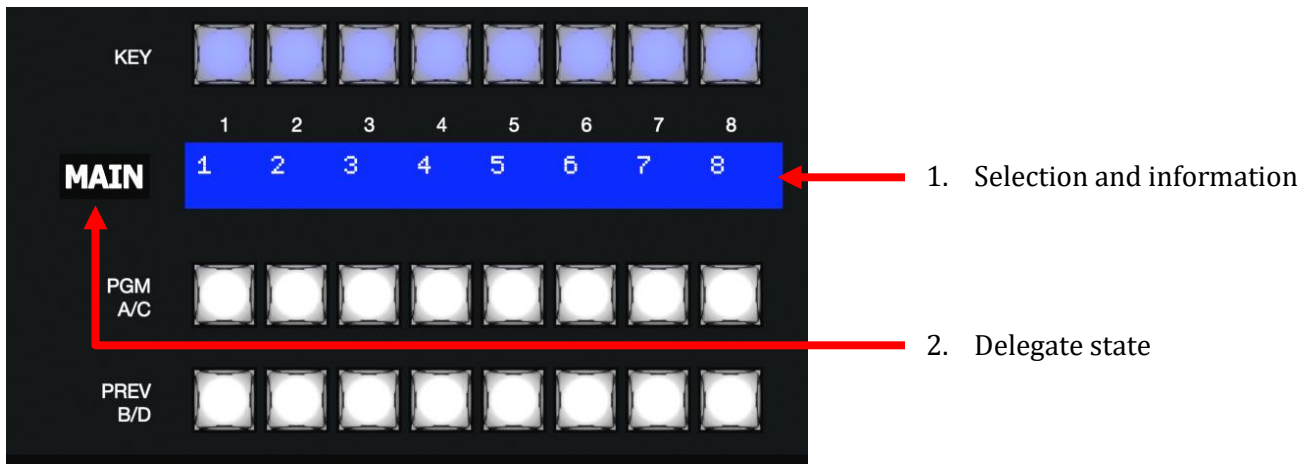 KEY
1 2 3 4 5 6 7 8
MAIN
1 2 3 4 5 6 7 8
1. Selection and information
PGM
A/C
2. Delegate state
PREV
B/D